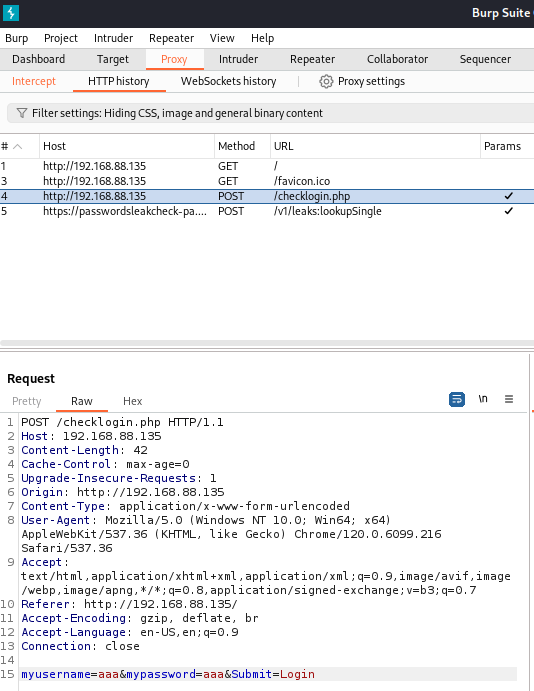 Burp Suite
Burp Project Intruder Repeater View Help
Dashboard Target Proxy Intruder Repeater Collaborator Sequencer
Intercept HTTP history WebSockets history Proxy settings
Filter settings: Hiding CSS, image and general binary content
# Host Method URL Params
1 http://192.168.88.135 GET /
3 http://192.168.88.135 GET /favicon.ico
4 http://192.168.88.135 POST /checklogin.php ✓
5 https://passwordsleakcheck-pa.... POST /v1/leaks:lookupSingle ✓
Request
Pretty Raw Hex \n
1 POST /checklogin.php HTTP/1.1
2 Host: 192.168.88.135
3 Content-Length: 42
4 Cache-Control: max-age=0
5 Upgrade-Insecure-Requests: 1
6 Origin: http://192.168.88.135
7 Content-Type: application/x-www-form-urlencoded
8 User-Agent: Mozilla/5.0 (Windows NT 10.0; Win64; x64)
AppleWebKit/537.36 (KHTML, like Gecko) Chrome/120.0.6099.216
Safari/537.36
9 Accept:
text/html,application/xhtml+xml,application/xml;q=0.9,image/avif,image
/webp,image/apng,*/*;q=0.8,application/signed-exchange;v=b3;q=0.7
10 Referer: http://192.168.88.135/
11 Accept-Encoding: gzip, deflate, br
12 Accept-Language: en-US,en;q=0.9
13 Connection: close
14
15 myusername=aaa&mypassword=aaa&Submit=Login